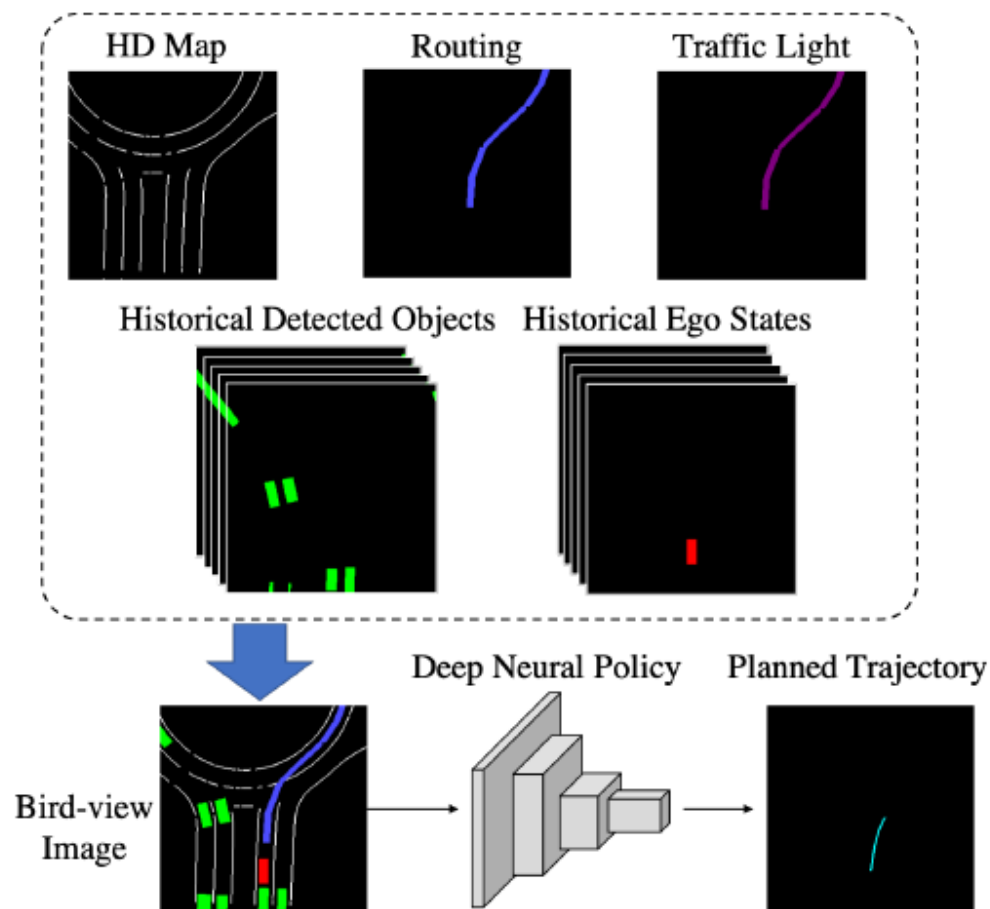 HD Map
Routing
Traffic Light
Historical Detected Objects
Historical Ego States
Deep Neural Policy
Planned Trajectory
Bird-view
Image